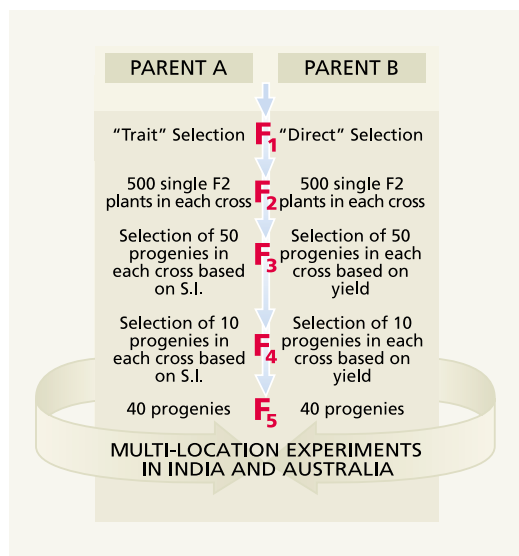 PARENT A PARENT B
“Trait” Selection F1 “Direct” Selection
500 single F2
plants in each cross
F2
500 single F2
plants in each cross
Selection of 50
progenies in
each cross based
on S.I.
F3
Selection of 50
progenies in each
cross based on
yield
Selection of 10
progenies in
each cross based
on S.I.
F4
Selection of 10
progenies in each
cross based on
yield
40 progenies F5 40 progenies
MULTI-LOCATION EXPERIMENTS
IN INDIA AND AUSTRALIA